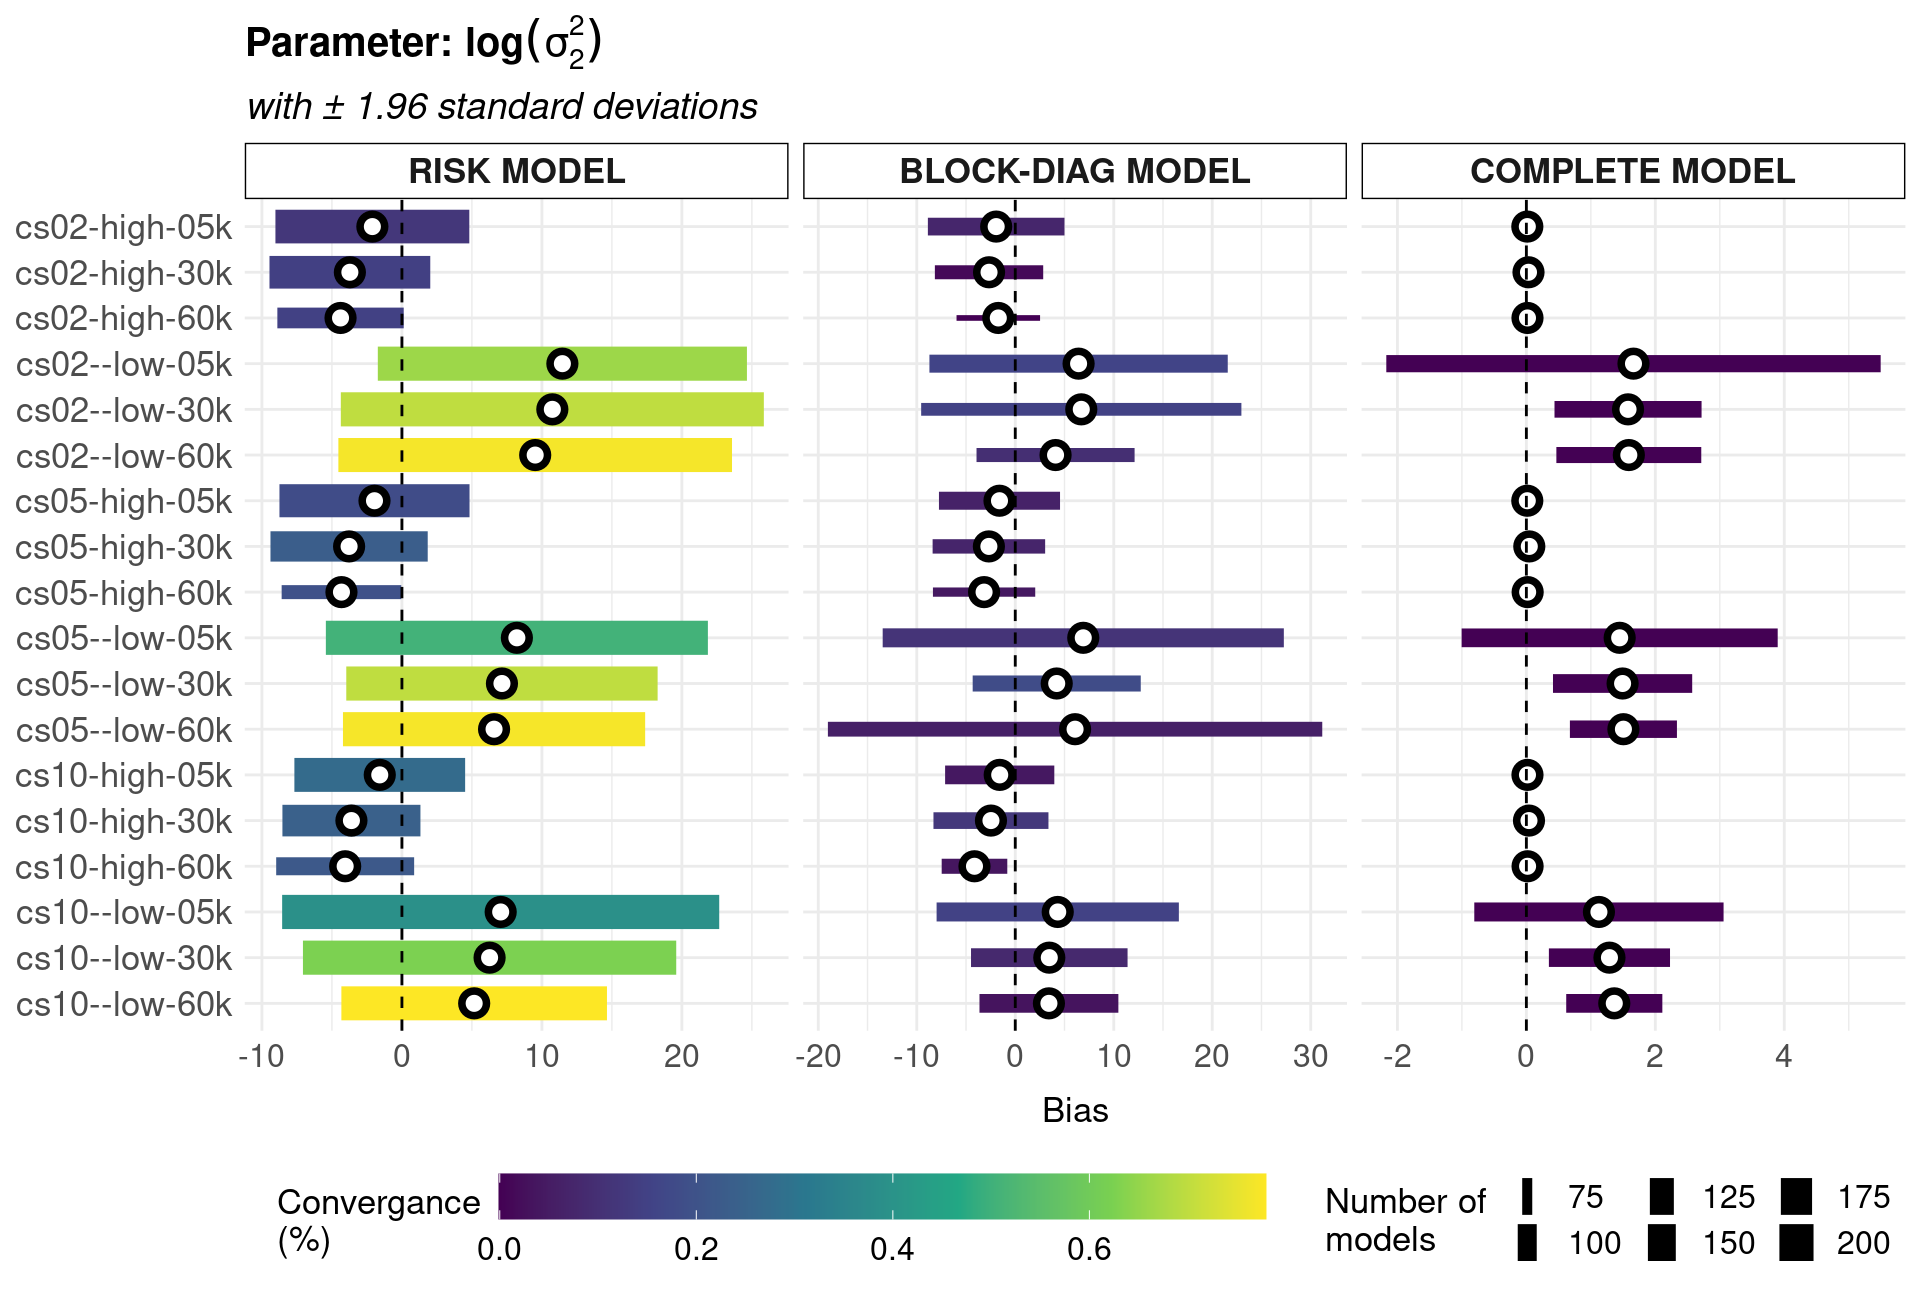 Parameter: log(σ₂²)
with ± 1.96 standard deviations
RISK MODEL
BLOCK-DIAG MODEL
COMPLETE MODEL
cs02-high-05k
cs02-high-30k
cs02-high-60k
cs02--low-05k
cs02--low-30k
cs02--low-60k
cs05-high-05k
cs05-high-30k
cs05-high-60k
cs05--low-05k
cs05--low-30k
cs05--low-60k
cs10-high-05k
cs10-high-30k
cs10-high-60k
cs10--low-05k
cs10--low-30k
cs10--low-60k
-10 0 10 20
-20 -10 0 10 20 30
-2 0 2 4
Bias
Convergance
(%)
0.0 0.2 0.4 0.6
Number of
models
75 125 175
100 150 200